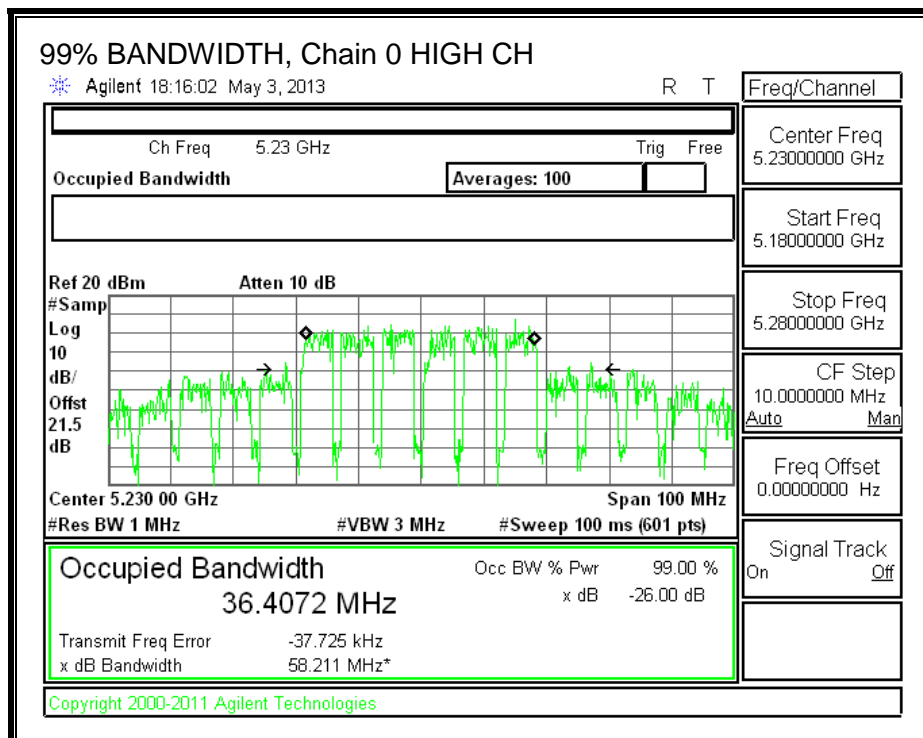 99% BANDWIDTH, Chain 0 HIGH CH
Agilent 18:16:02 May 3, 2013 R T
Freq/Channel
Ch Freq 5.23 GHz Trig Free
Occupied Bandwidth Averages: 100
Center Freq
5.23000000 GHz
Start Freq
5.18000000 GHz
Stop Freq
5.28000000 GHz
CF Step
10.0000000 MHz
Auto Man
Freq Offset
0.00000000 Hz
Signal Track
On Off
Ref 20 dBm Atten 10 dB
#Samp
Log
10
dB/
Offst
21.5
dB
Center 5.230 00 GHz Span 100 MHz
#Res BW 1 MHz #VBW 3 MHz #Sweep 100 ms (601 pts)
Occupied Bandwidth Occ BW % Pwr 99.00 %
36.4072 MHz x dB -26.00 dB
Transmit Freq Error -37.725 kHz
x dB Bandwidth 58.211 MHz*
Copyright 2000-2011 Agilent Technologies